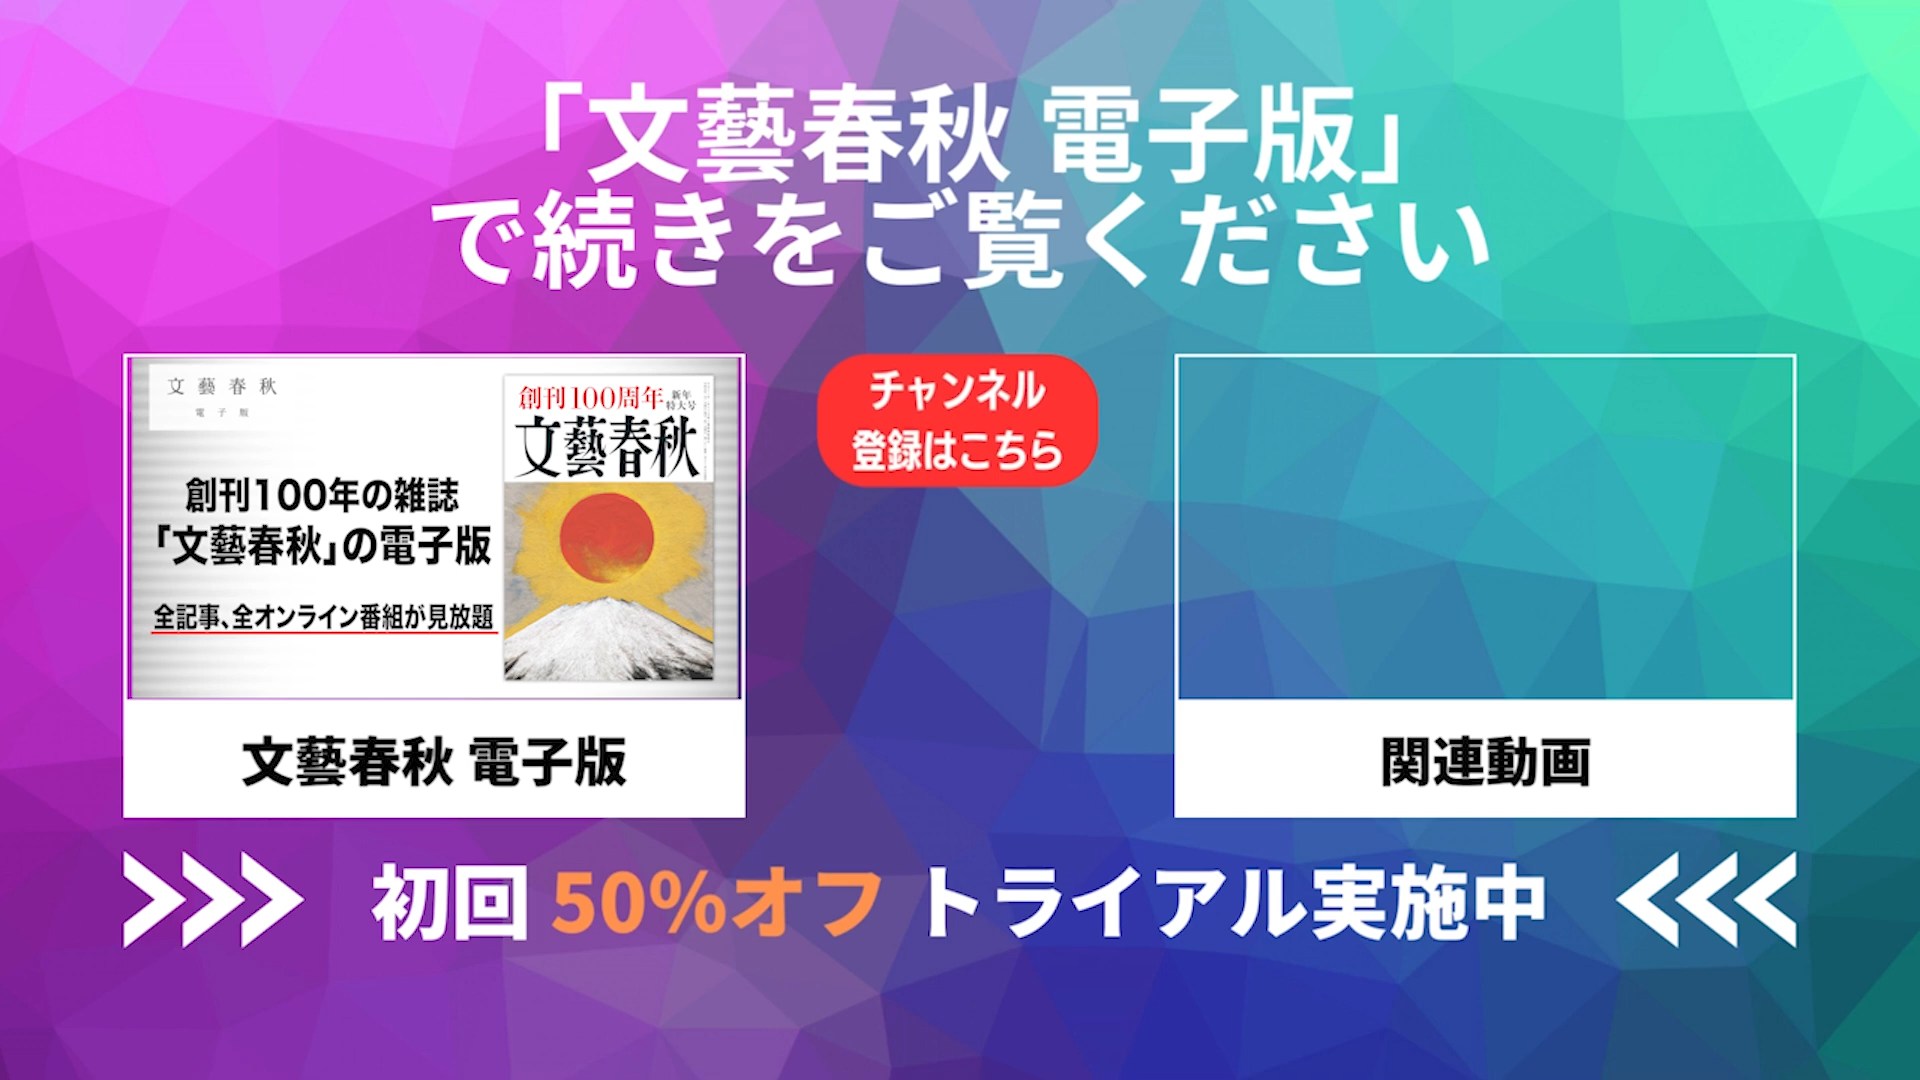 「文藝春秋 電子版」
で続きをご覧ください
文藝春秋
電子版
創刊100年の雑誌
「文藝春秋」の電子版
全記事、全オンライン番組が見放題
創刊100周年 新年特大号
文藝春秋
文藝春秋 電子版
チャンネル
登録はこちら
関連動画
初回 50%オフ トライアル実施中